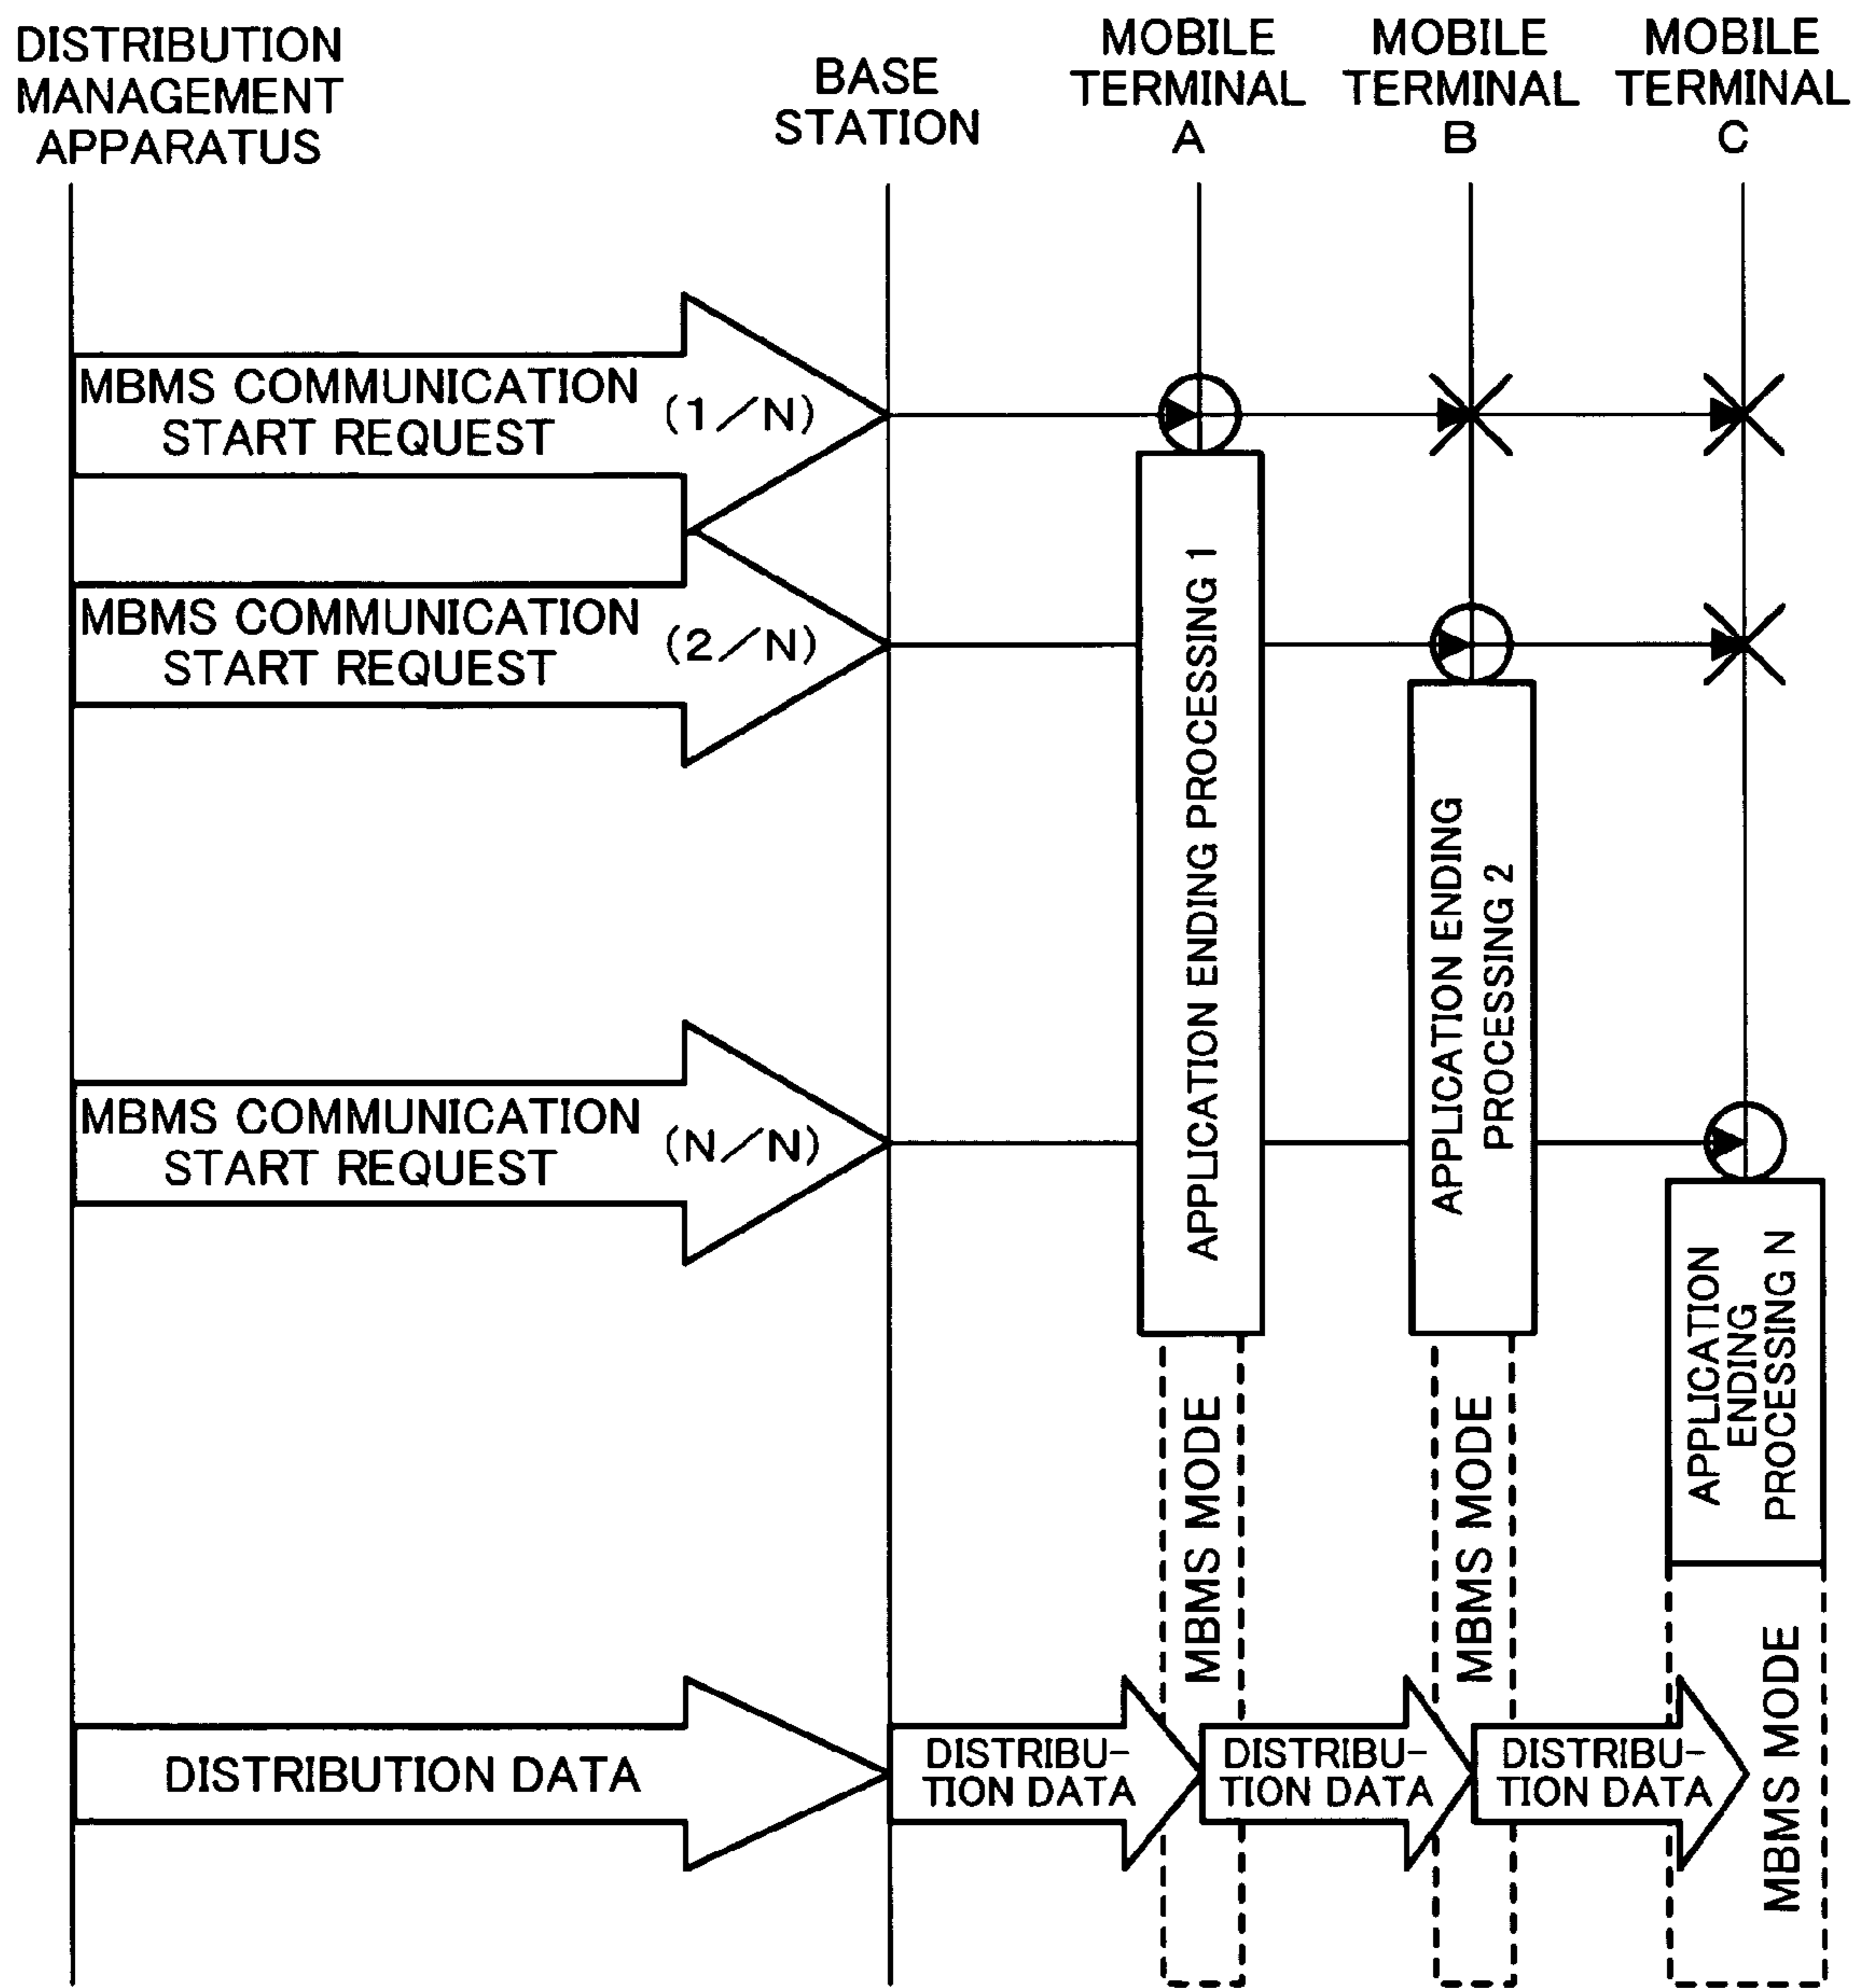 DISTRIBUTION
MANAGEMENT
APPARATUS
BASE
STATION
MOBILE
TERMINAL
A
MOBILE
TERMINAL
B
MOBILE
TERMINAL
C
MBMS COMMUNICATION
START REQUEST
(1/N)
MBMS COMMUNICATION
START REQUEST
(2/N)
APPLICATION ENDING PROCESSING 1
APPLICATION ENDING
PROCESSING 2
MBMS COMMUNICATION
START REQUEST
(N/N)
APPLICATION
ENDING
PROCESSING N
MBMS MODE
MBMS MODE
MBMS MODE
DISTRIBUTION DATA
DISTRIBU-
TION DATA
DISTRIBU-
TION DATA
DISTRIBU-
TION DATA